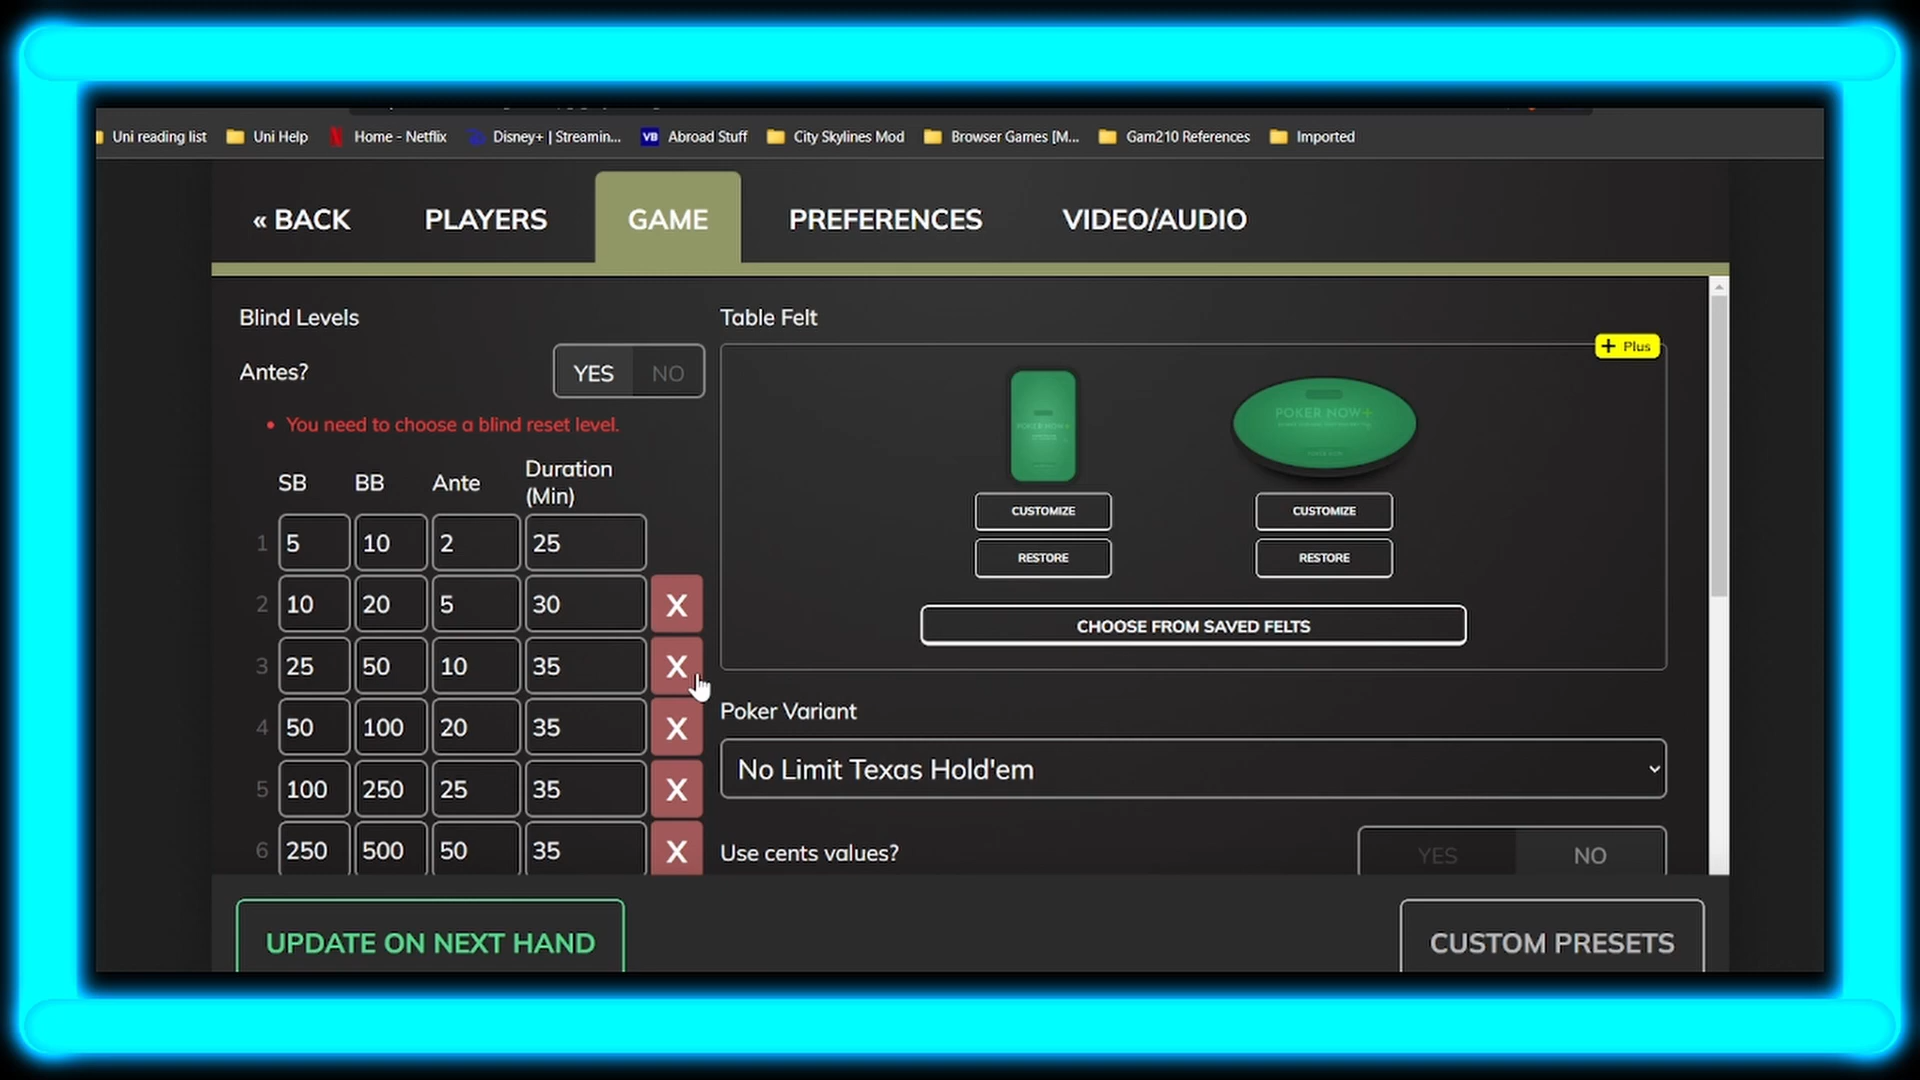 Uni reading list Uni Help Home - Netflix Disney+ | Streamin... VB Abroad Stuff City Skylines Mod Browser Games [M... Gam210 References Imported
« BACK PLAYERS GAME PREFERENCES VIDEO/AUDIO
Blind Levels
Antes? YES NO
• You need to choose a blind reset level.
SB BB Ante Duration
(Min)
1 5 10 2 25
2 10 20 5 30 X
3 25 50 10 35 X
4 50 100 20 35 X
5 100 250 25 35 X
6 250 500 50 35 X
Table Felt
+ Plus
POKER NOW+
POKER NOW+
CUSTOMIZE CUSTOMIZE
RESTORE RESTORE
CHOOSE FROM SAVED FELTS
Poker Variant
No Limit Texas Hold'em
Use cents values? YES NO
UPDATE ON NEXT HAND CUSTOM PRESETS